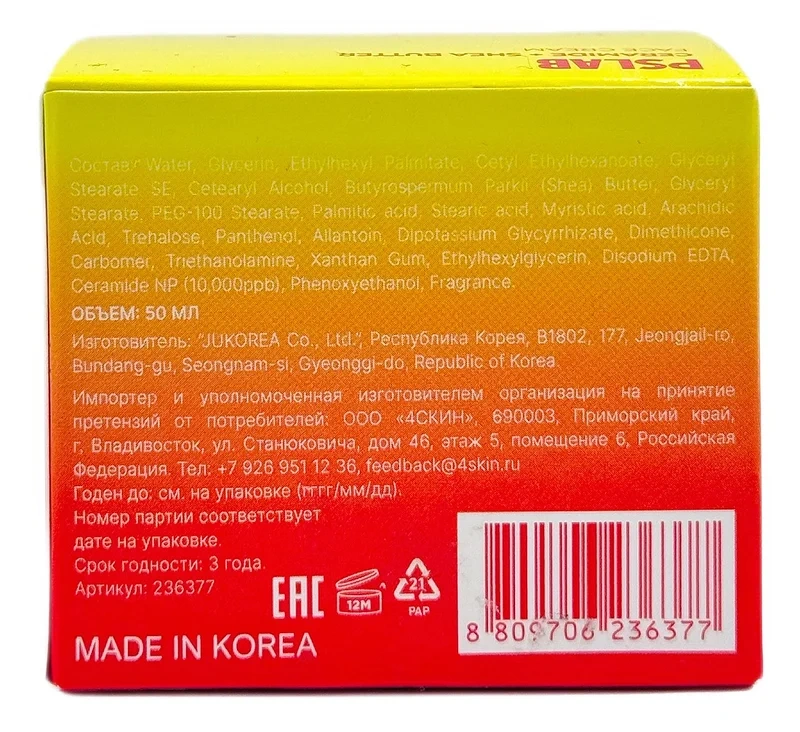 PSLAB
CERAMIDE + SHEA BUTTER
FACE CREAM
Состав: Water, Glycerin, Ethylhexyl Palmitate, Cetyl Ethylhexanoate, Glyceryl
Stearate SE, Cetearyl Alcohol, Butyrospermum Parkii (Shea) Butter, Glyceryl
Stearate, PEG-100 Stearate, Palmitic acid, Stearic acid, Myristic acid, Arachidic
Acid, Trehalose, Panthenol, Allantoin, Dipotassium Glycyrrhizate, Dimethicone,
Carbomer, Triethanolamine, Xanthan Gum, Ethylhexylglycerin, Disodium EDTA,
Ceramide NP (10,000ppb), Phenoxyethanol, Fragrance.
ОБЪЕМ: 50 МЛ
Изготовитель: "JUKOREA Co., Ltd.", Республика Корея, B1802, 177, Jeongjail-ro,
Bundang-gu, Seongnam-si, Gyeonggi-do, Republic of Korea.
Импортер и уполномоченная изготовителем организация на принятие
претензий от потребителей: ООО «4СКИН», 690003, Приморский край,
г, Владивосток, ул. Станюковича, дом 46, этаж 5, помещение 6, Российская
Федерация. Тел: +7 926 951 12 36, feedback@4skin.ru
Годен до: см. на упаковке (гггг/мм/дд).
Номер партии соответствует
дате на упаковке.
Срок годности: 3 года.
Артикул: 236377
EAC
12M
21
PAP
MADE IN KOREA
8 809706 236377